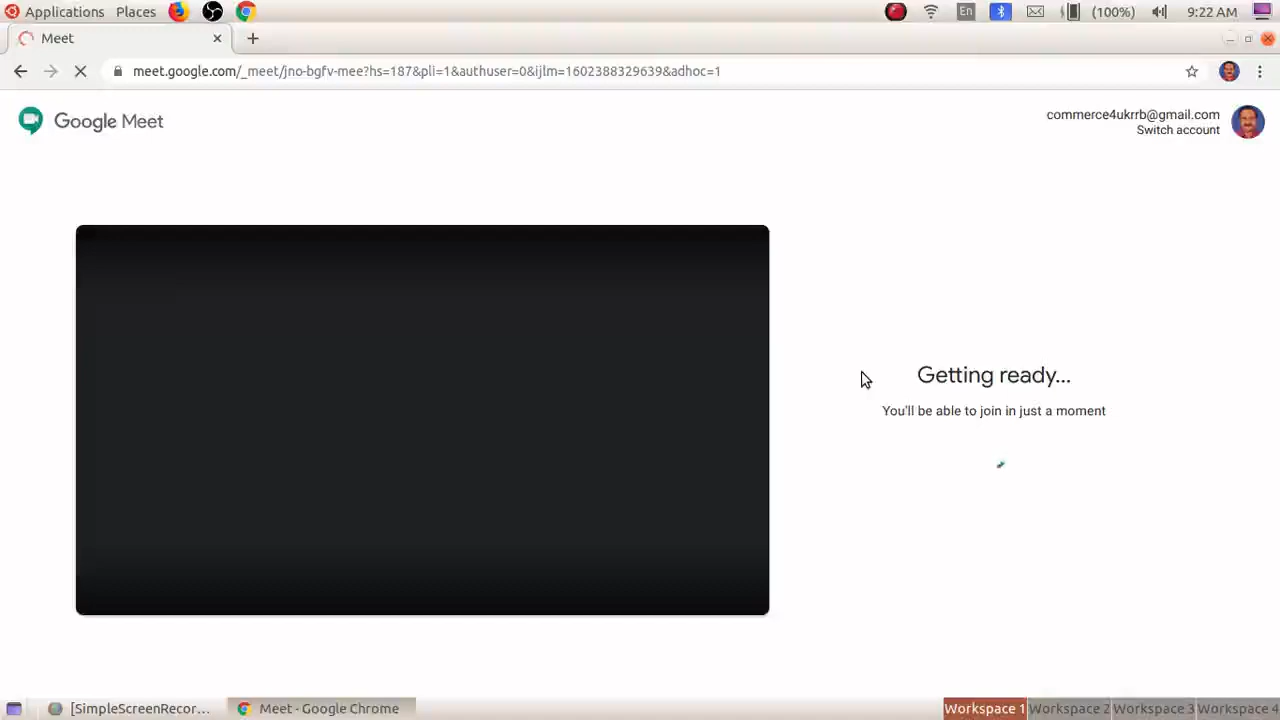 Applications Places En (100%) 9:22 AM
Meet
meet.google.com/_meet/jno-bgfv-mee?hs=187&pli=1&authuser=0&ijlm=1602388329639&adhoc=1
Google Meet
commerce4ukrrb@gmail.com
Switch account
Getting ready...
You'll be able to join in just a moment
[SimpleScreenRecor... Meet - Google Chrome Workspace 1 Workspace 2 Workspace 3 Workspace 4